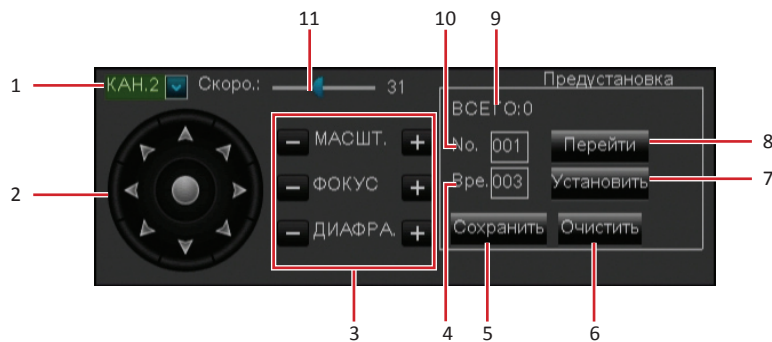 11 10 9
1 КАН.2 Скоро.: 31 Предустановка
ВСЕГО:0
МАСШТ. No. 001 Перейти 8
2 ФОКУС Вре. 003 Установить 7
ДИАФРА. Сохранить Очистить
3 4 5 6